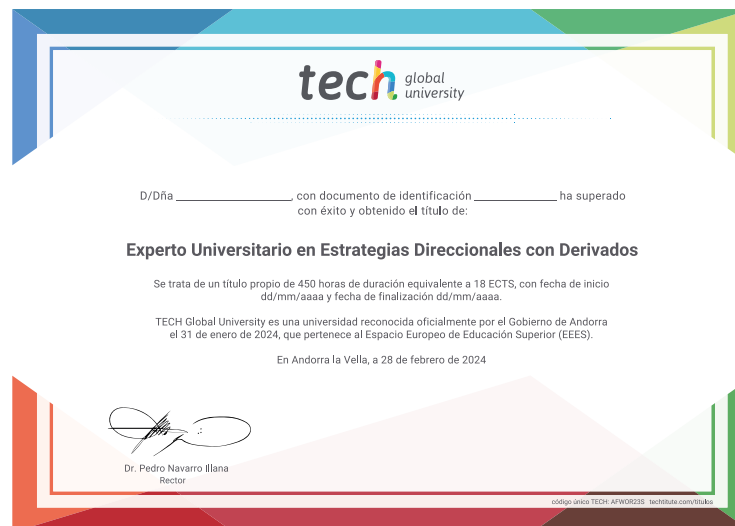 tech global
university
D/Dña ____________________, con documento de identificación ______________ ha superado
con éxito y obtenido el título de:
Experto Universitario en Estrategias Direccionales con Derivados
Se trata de un título propio de 450 horas de duración equivalente a 18 ECTS, con fecha de inicio
dd/mm/aaaa y fecha de finalización dd/mm/aaaa.
TECH Global University es una universidad reconocida oficialmente por el Gobierno de Andorra
el 31 de enero de 2024, que pertenece al Espacio Europeo de Educación Superior (EEES).
En Andorra la Vella, a 28 de febrero de 2024
Dr. Pedro Navarro Illana
Rector
código único TECH: AFWOR23S techtitute.com/titulos